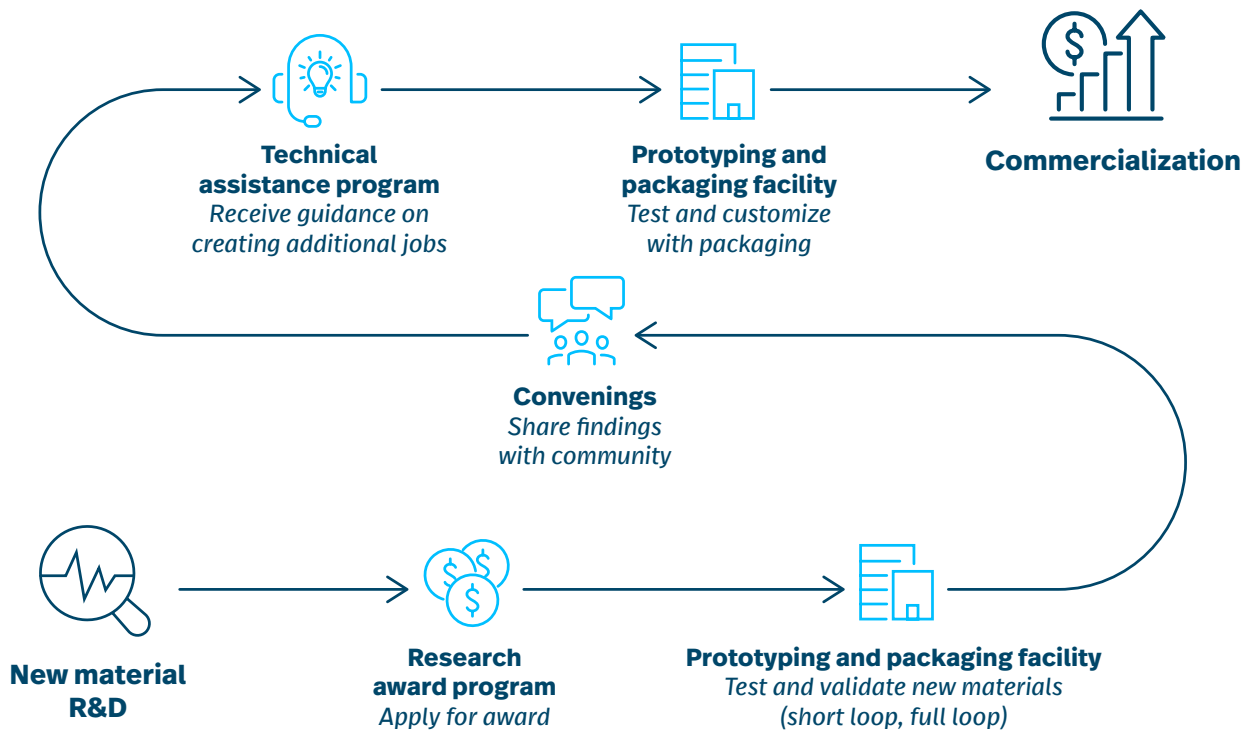 Technical
assistance program
Receive guidance on
creating additional jobs
Prototyping and
packaging facility
Test and customize
with packaging
$
Commercialization
Convenings
Share findings
with community
New material
R&D
$
$
$
Research
award program
Apply for award
Prototyping and packaging facility
Test and validate new materials
(short loop, full loop)